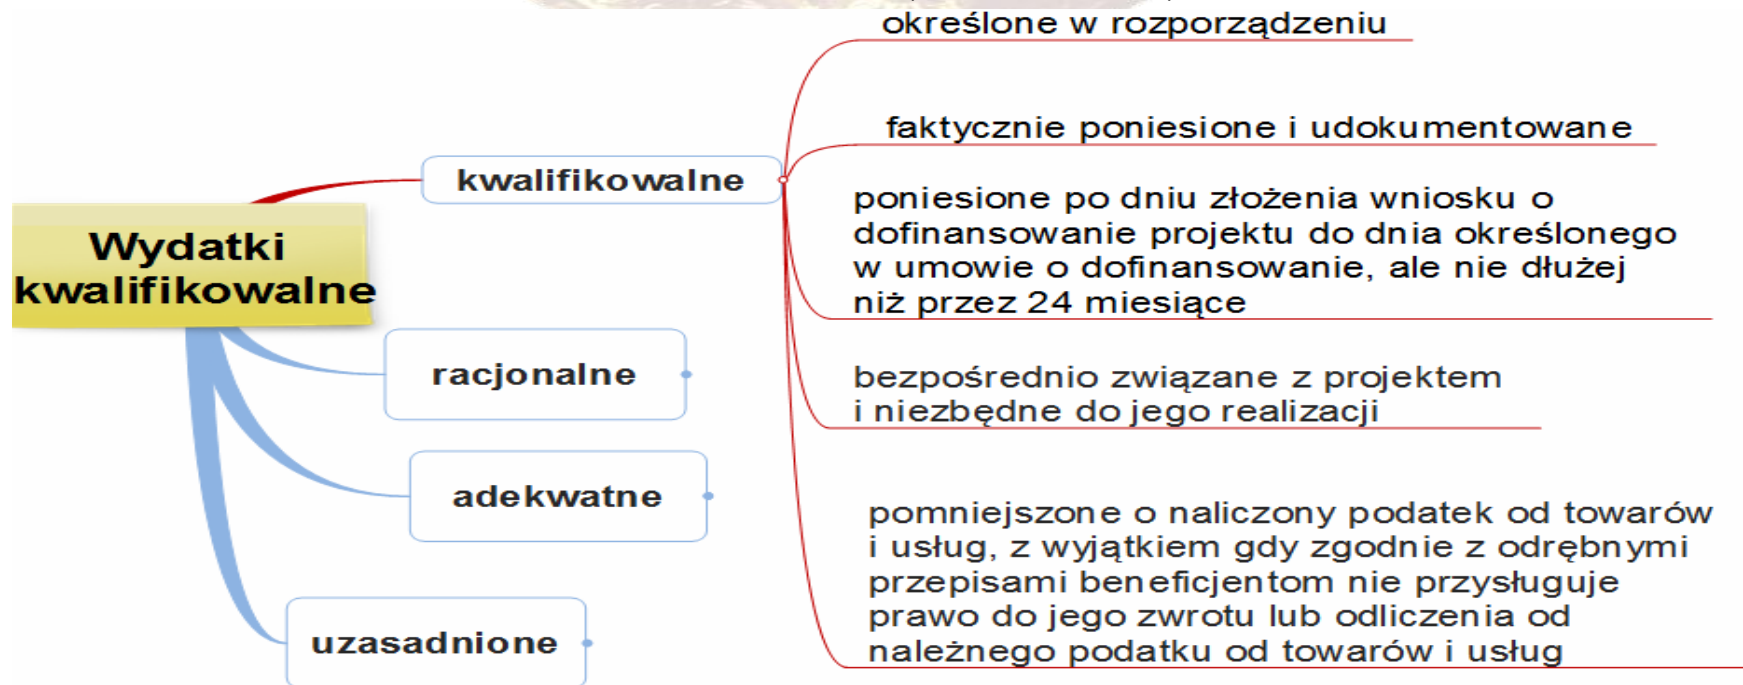 Wydatki
kwalifikowalne
kwalifikowalne
określone w rozporządzeniu
faktycznie poniesione i udokumentowane
poniesione po dniu złożenia wniosku o
dofinansowanie projektu do dnia określonego
w umowie o dofinansowanie, ale nie dłużej
niż przez 24 miesiące
bezpośrednio związane z projektem
i niezbędne do jego realizacji
pomniejszone o naliczony podatek od towarów
i usług, z wyjątkiem gdy zgodnie z odrębnymi
przepisami beneficjentom nie przysługuje
prawo do jego zwrotu lub odliczenia od
należnego podatku od towarów i usług
racjonalne
adekwatne
uzasadnione